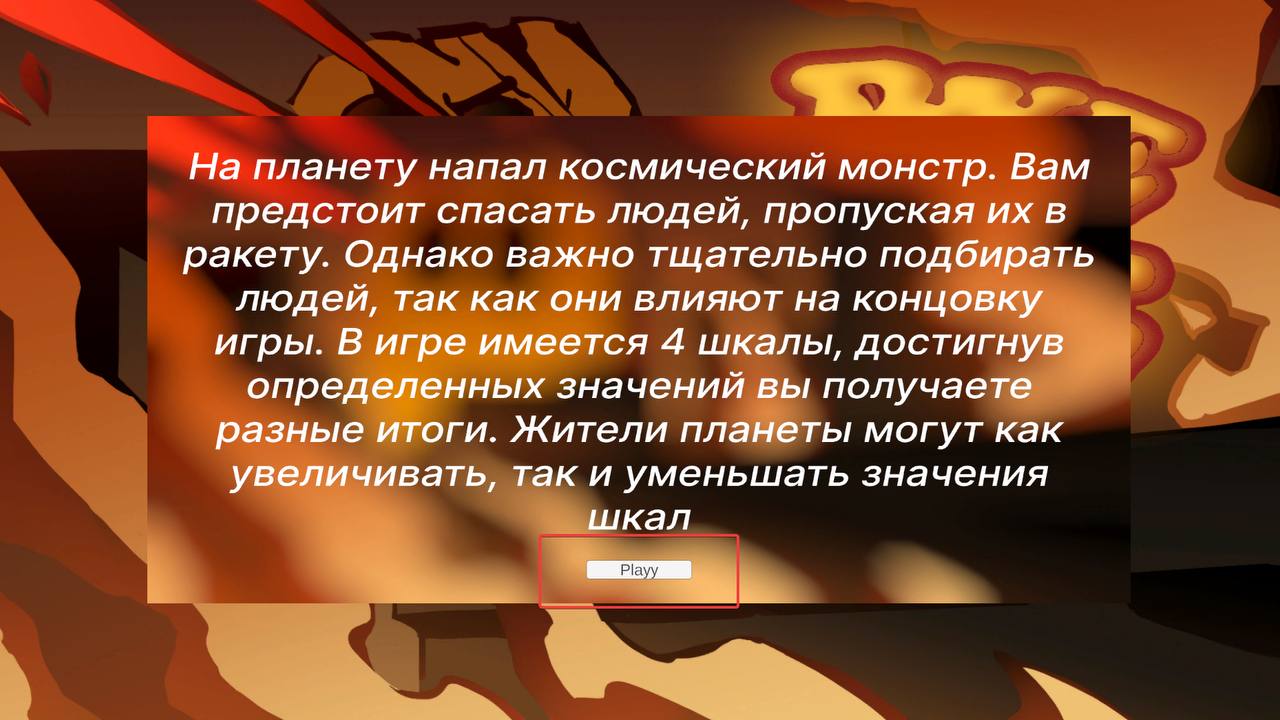 На планету напал космический монстр. Вам
предстоит спасать людей, пропуская их в
ракету. Однако важно тщательно подбирать
людей, так как они влияют на концовку
игры. В игре имеется 4 шкалы, достигнув
определенных значений вы получаете
разные итоги. Жители планеты могут как
увеличивать, так и уменьшать значения
шкал
Playy